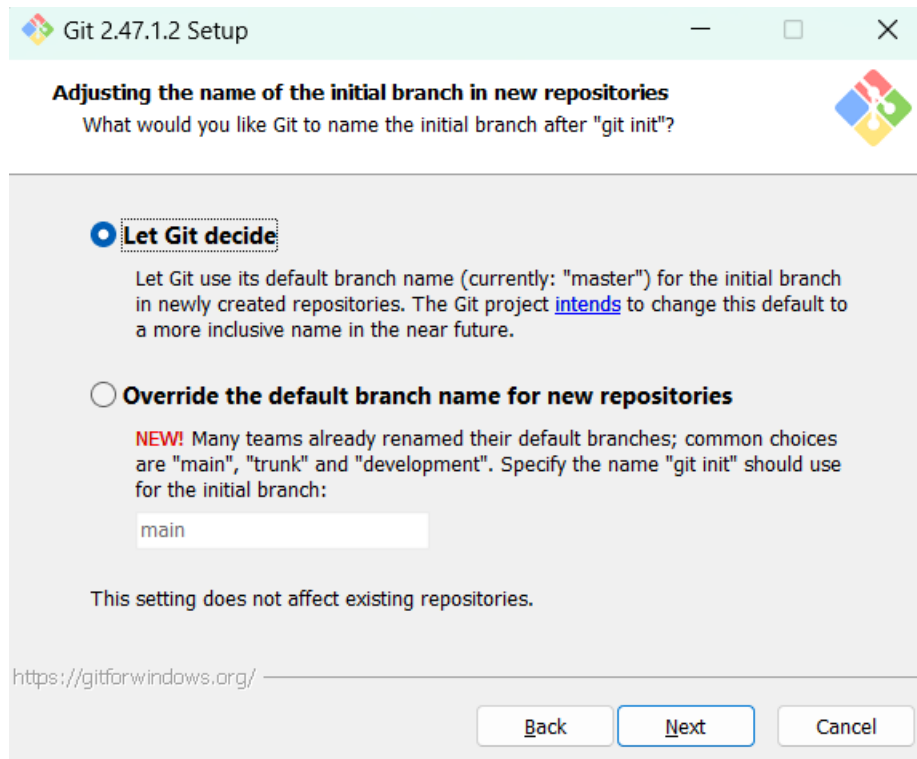 Git 2.47.1.2 Setup
Adjusting the name of the initial branch in new repositories
What would you like Git to name the initial branch after "git init"?
Let Git decide
Let Git use its default branch name (currently: "master") for the initial branch
in newly created repositories. The Git project intends to change this default to
a more inclusive name in the near future.
Override the default branch name for new repositories
NEW! Many teams already renamed their default branches; common choices
are "main", "trunk" and "development". Specify the name "git init" should use
for the initial branch:
main
This setting does not affect existing repositories.
https://gitforwindows.org/
Back Next Cancel